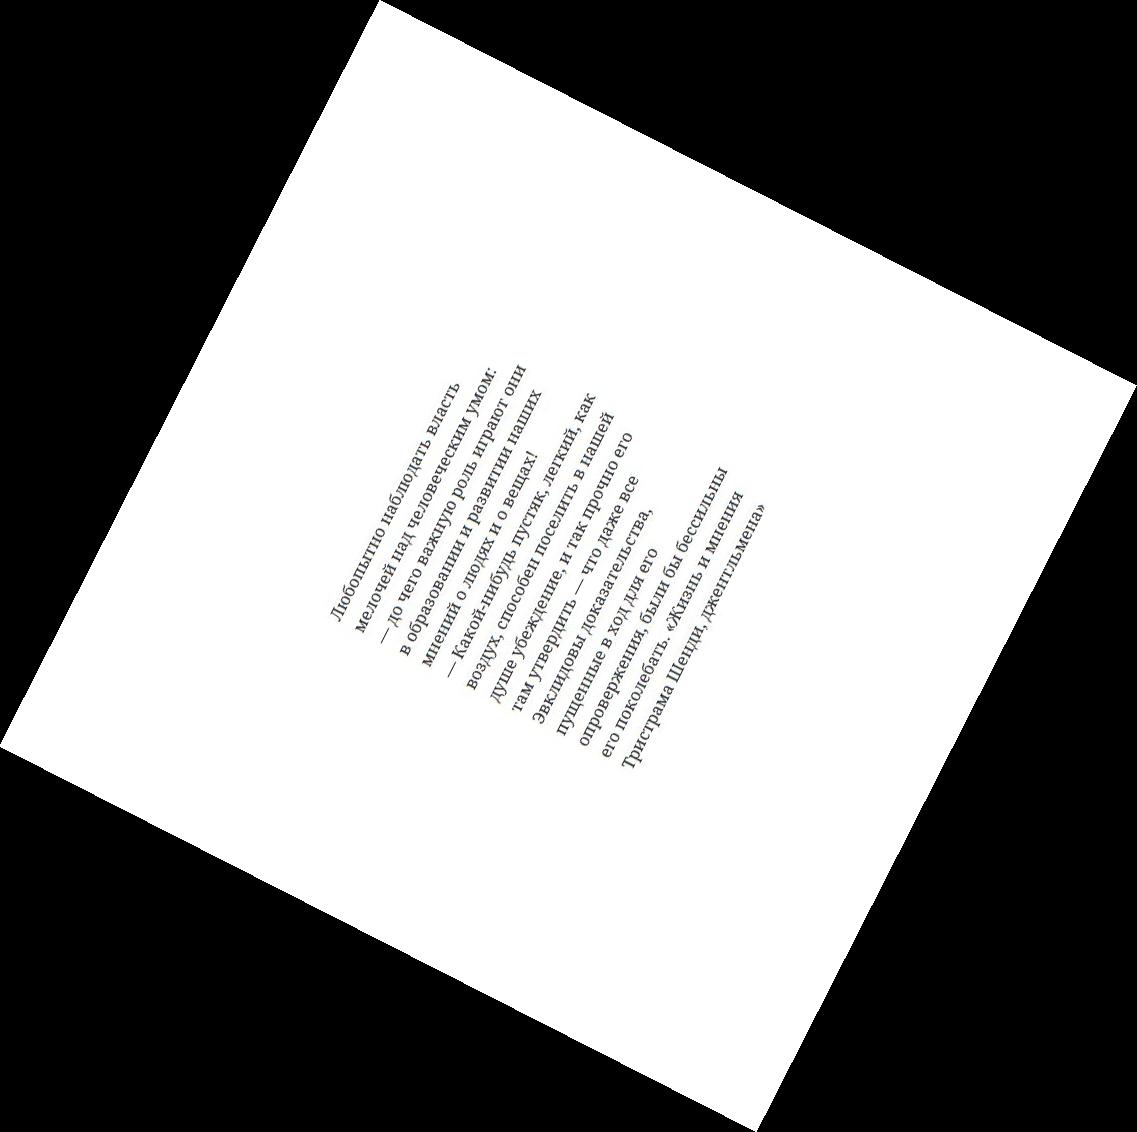 Любопытно наблюдать власть
мелочей над человеческим умом:
— до чего важную роль играют они
в образовании и развитии наших
мнений о людях и о вещах!
— Какой-нибудь пустяк, легкий, как
воздух, способен поселить в нашей
душе убеждение, и так прочно его
там утвердить — что даже все
Эвклидовы доказательства,
пущенные в ход для его
опровержения, были бы бессильны
его поколебать. «Жизнь и мнения
Тристрама Шенди, джентльмена»